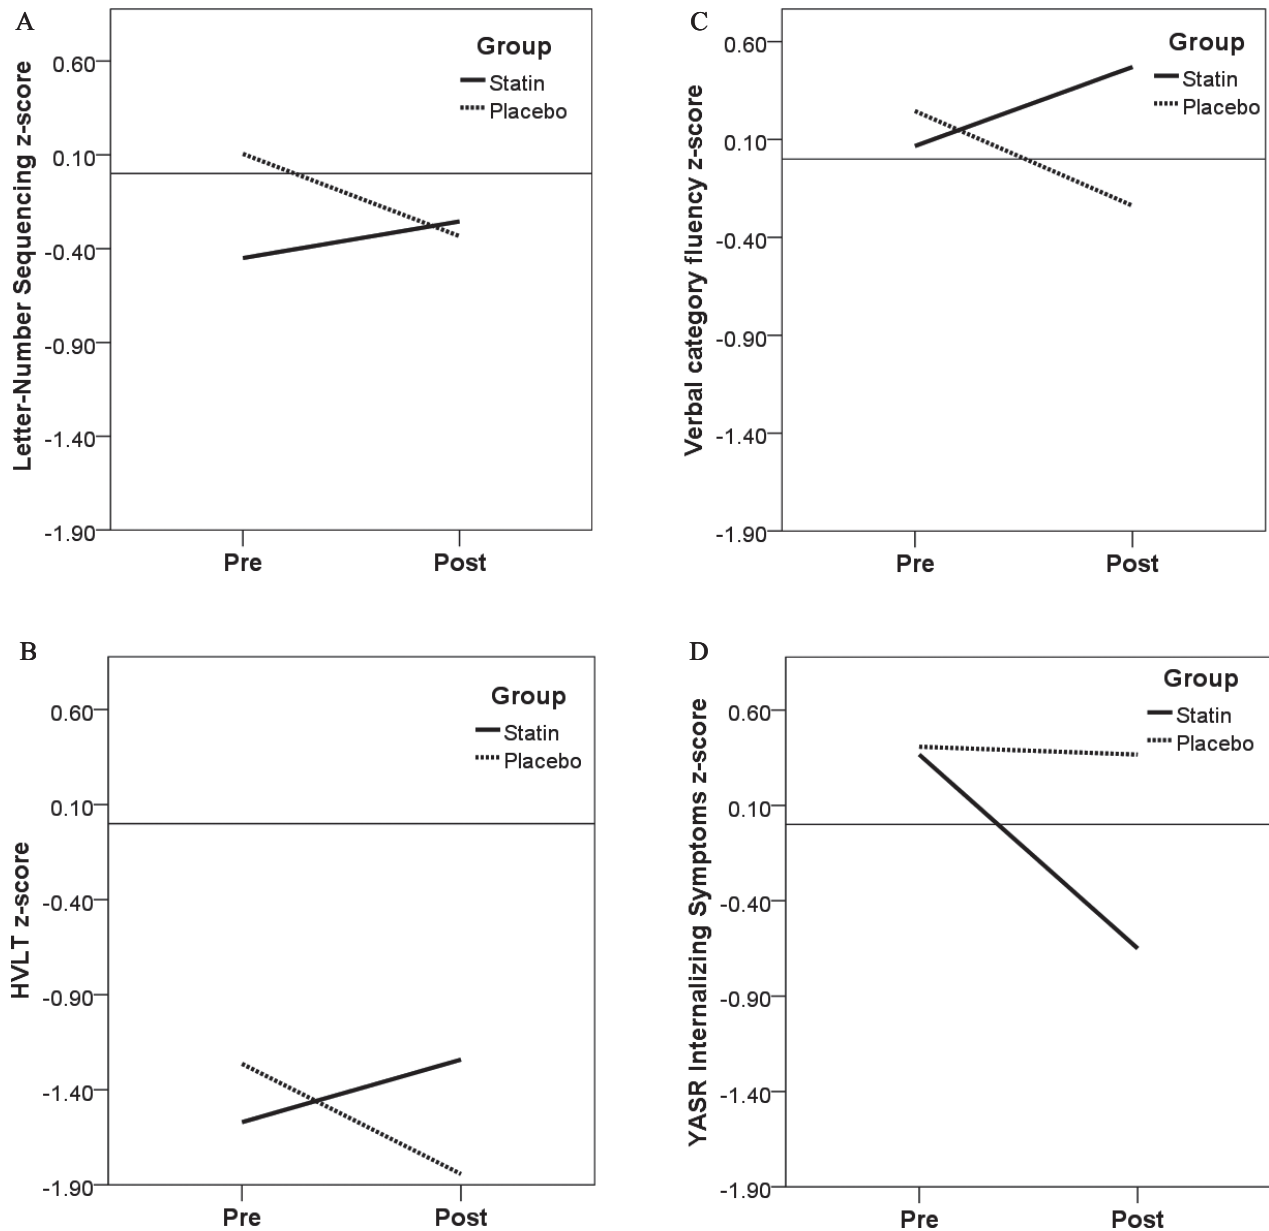 A
Letter-Number Sequencing z-score
0.60
0.10
-0.40
-0.90
-1.40
-1.90
Group
Statin
Placebo
Pre
Post
C
Verbal category fluency z-score
0.60
0.10
-0.40
-0.90
-1.40
-1.90
Group
Statin
Placebo
Pre
Post
B
HVLT z-score
0.60
0.10
-0.40
-0.90
-1.40
-1.90
Group
Statin
Placebo
Pre
Post
D
YASR Internalizing Symptoms z-score
0.60
0.10
-0.40
-0.90
-1.40
-1.90
Group
Statin
Placebo
Pre
Post